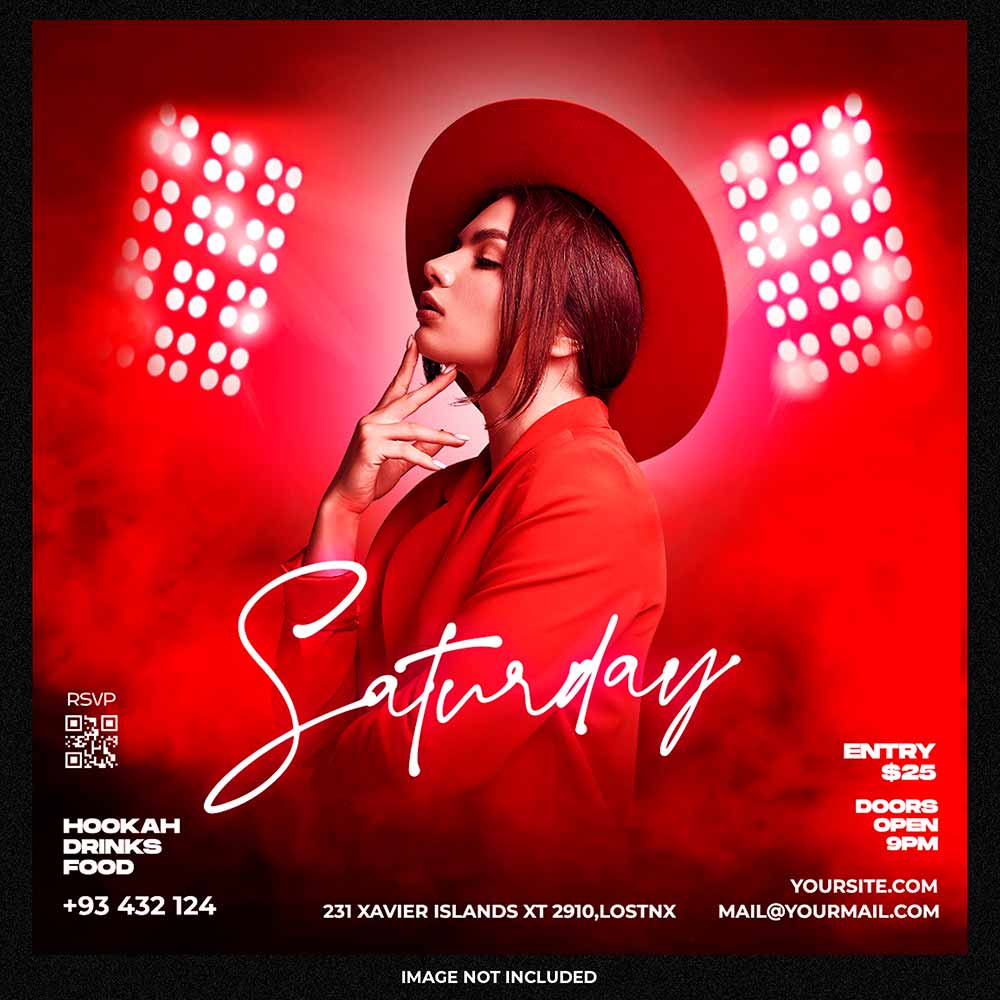 Saturday
RSVP
HOOKAH
DRINKS
FOOD
+93 432 124
231 XAVIER ISLANDS XT 2910,LOSTNX
ENTRY
$25
DOORS
OPEN
9PM
YOURSITE.COM
MAIL@YOURMAIL.COM
IMAGE NOT INCLUDED